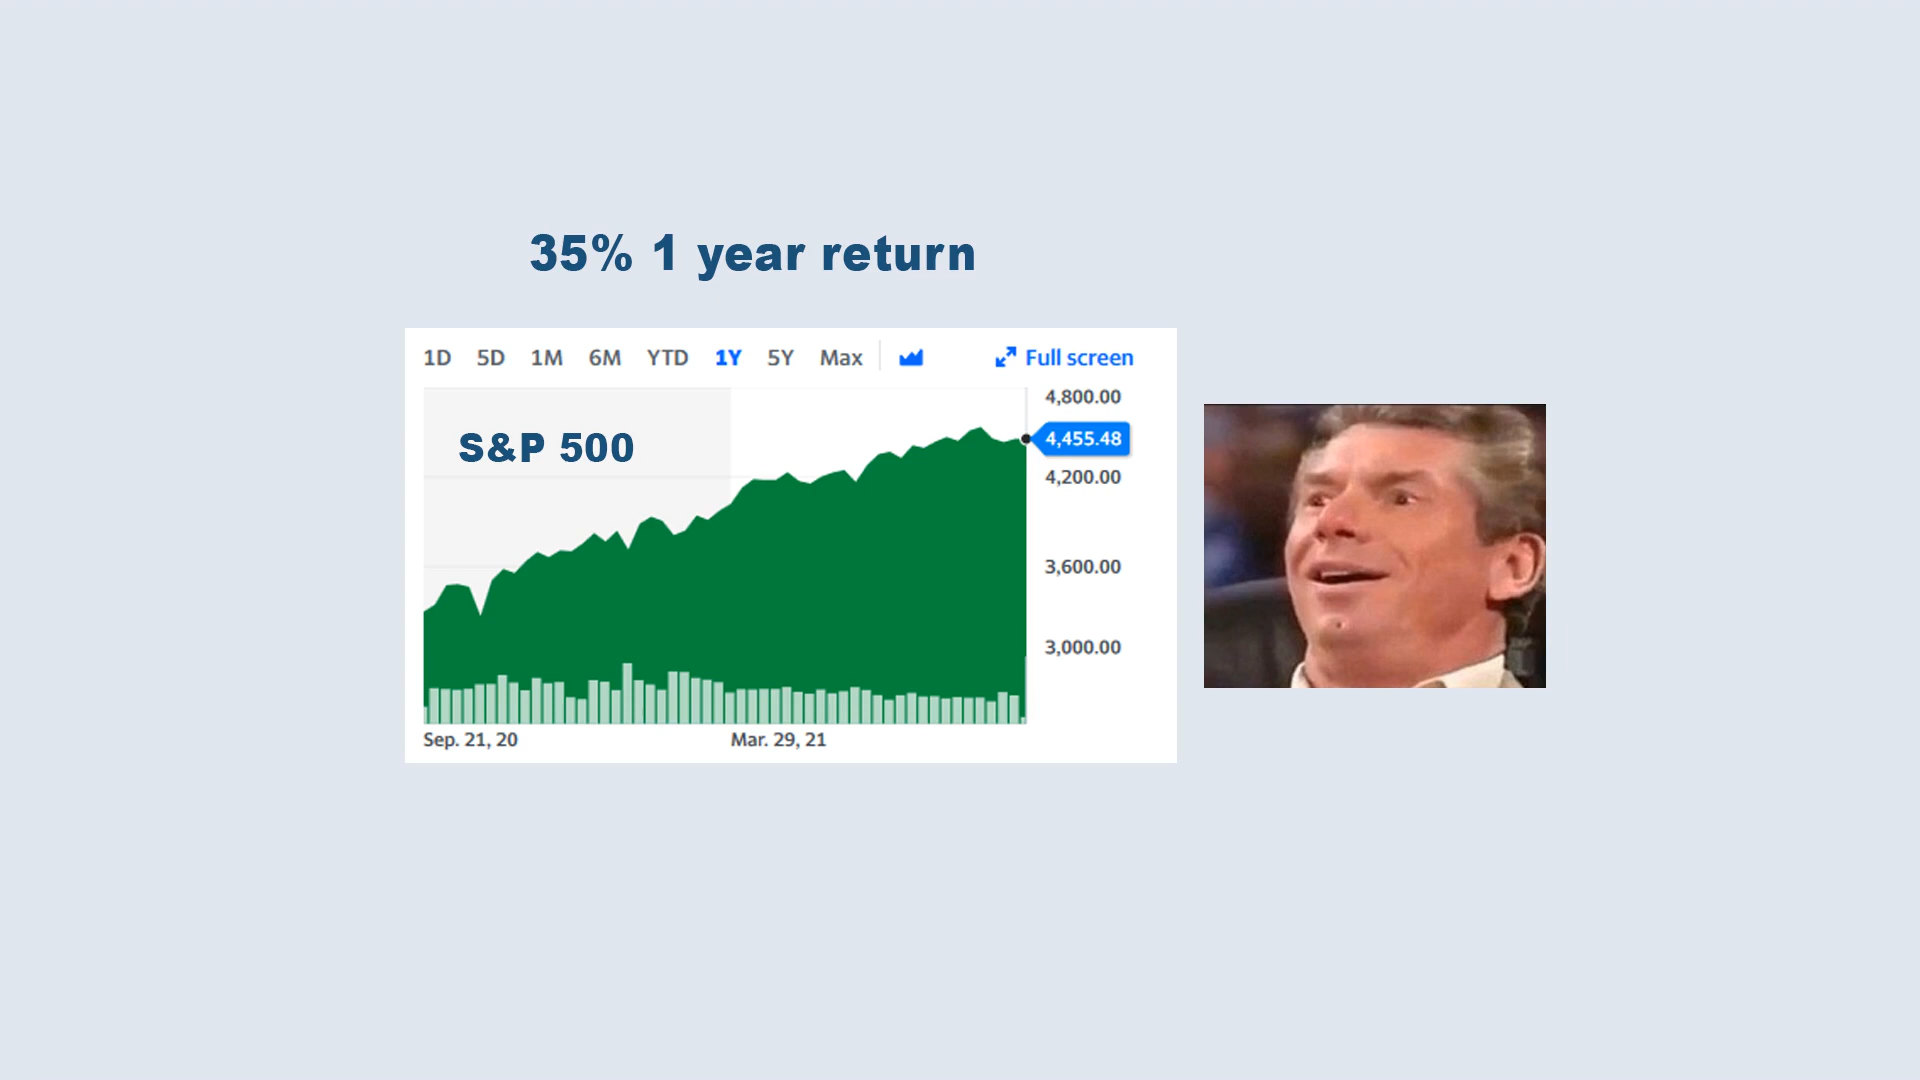 35% 1 year return
1D 5D 1M 6M YTD 1Y 5Y Max Full screen
4,800.00
S&P 500
4,455.48
4,200.00
3,600.00
3,000.00
Sep. 21, 20 Mar. 29, 21